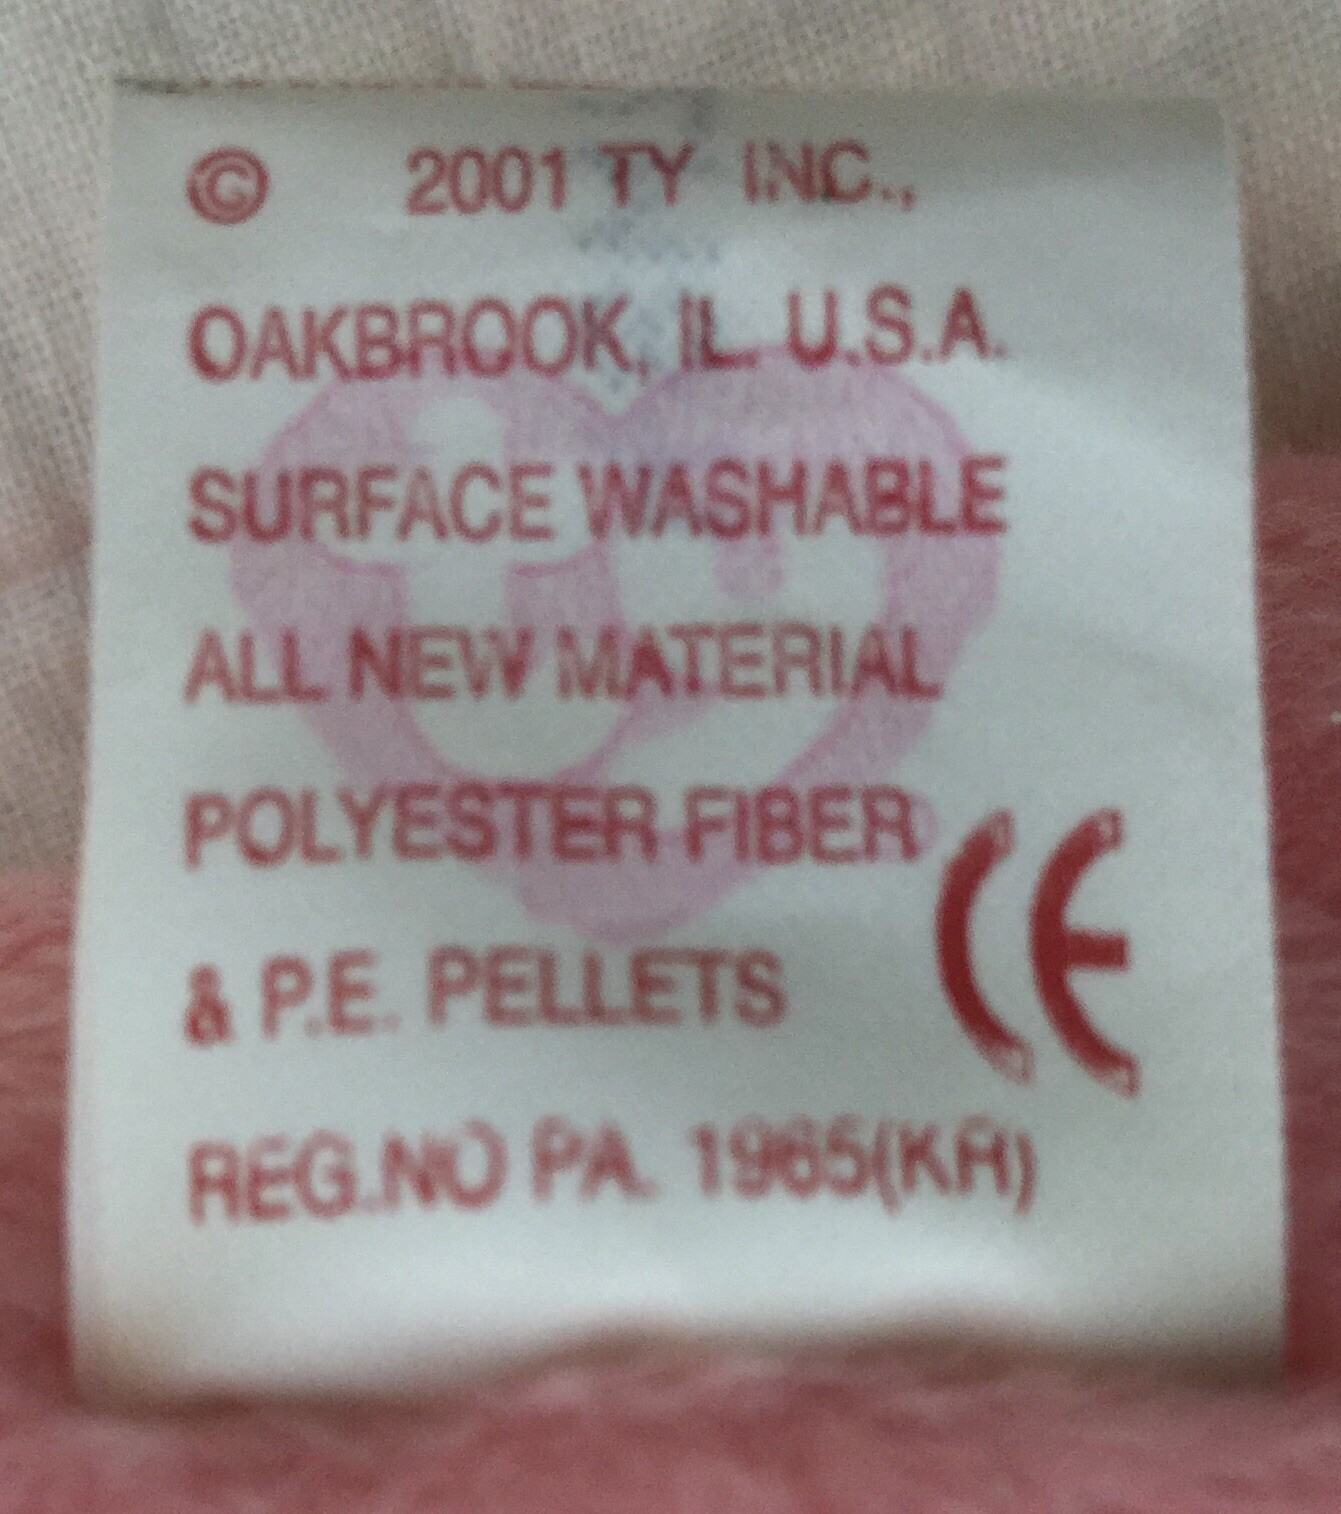 © 2001 TY INC.,
OAKBROOK, IL. U.S.A.
SURFACE WASHABLE
ALL NEW MATERIAL
POLYESTER FIBER
& P.E. PELLETS
CE
REG.NO PA. 1965(KR)